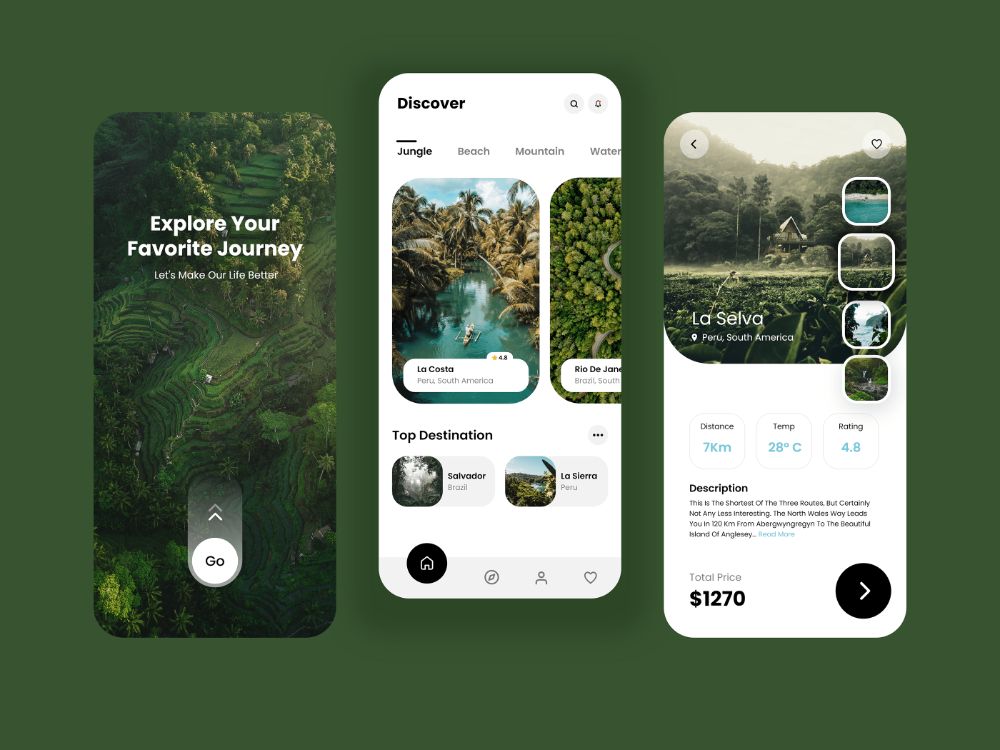 Explore Your
Favorite Journey
Let's Make Our Life Better
Go
Discover
Jungle Beach Mountain Water
4.8
La Costa
Peru, South America
Rio De Jane
Brazil, South
Top Destination
Salvador
Brazil
La Sierra
Peru
La Selva
Peru, South America
Distance
7Km
Temp
28° C
Rating
4.8
Description
This Is The Shortest Of The Three Routes, But Certainly
Not Any Less Interesting. The North Wales Way Leads
You In 120 Km From Abergwyngregyn To The Beautiful
Island Of Anglesey... Read More
Total Price
$1270